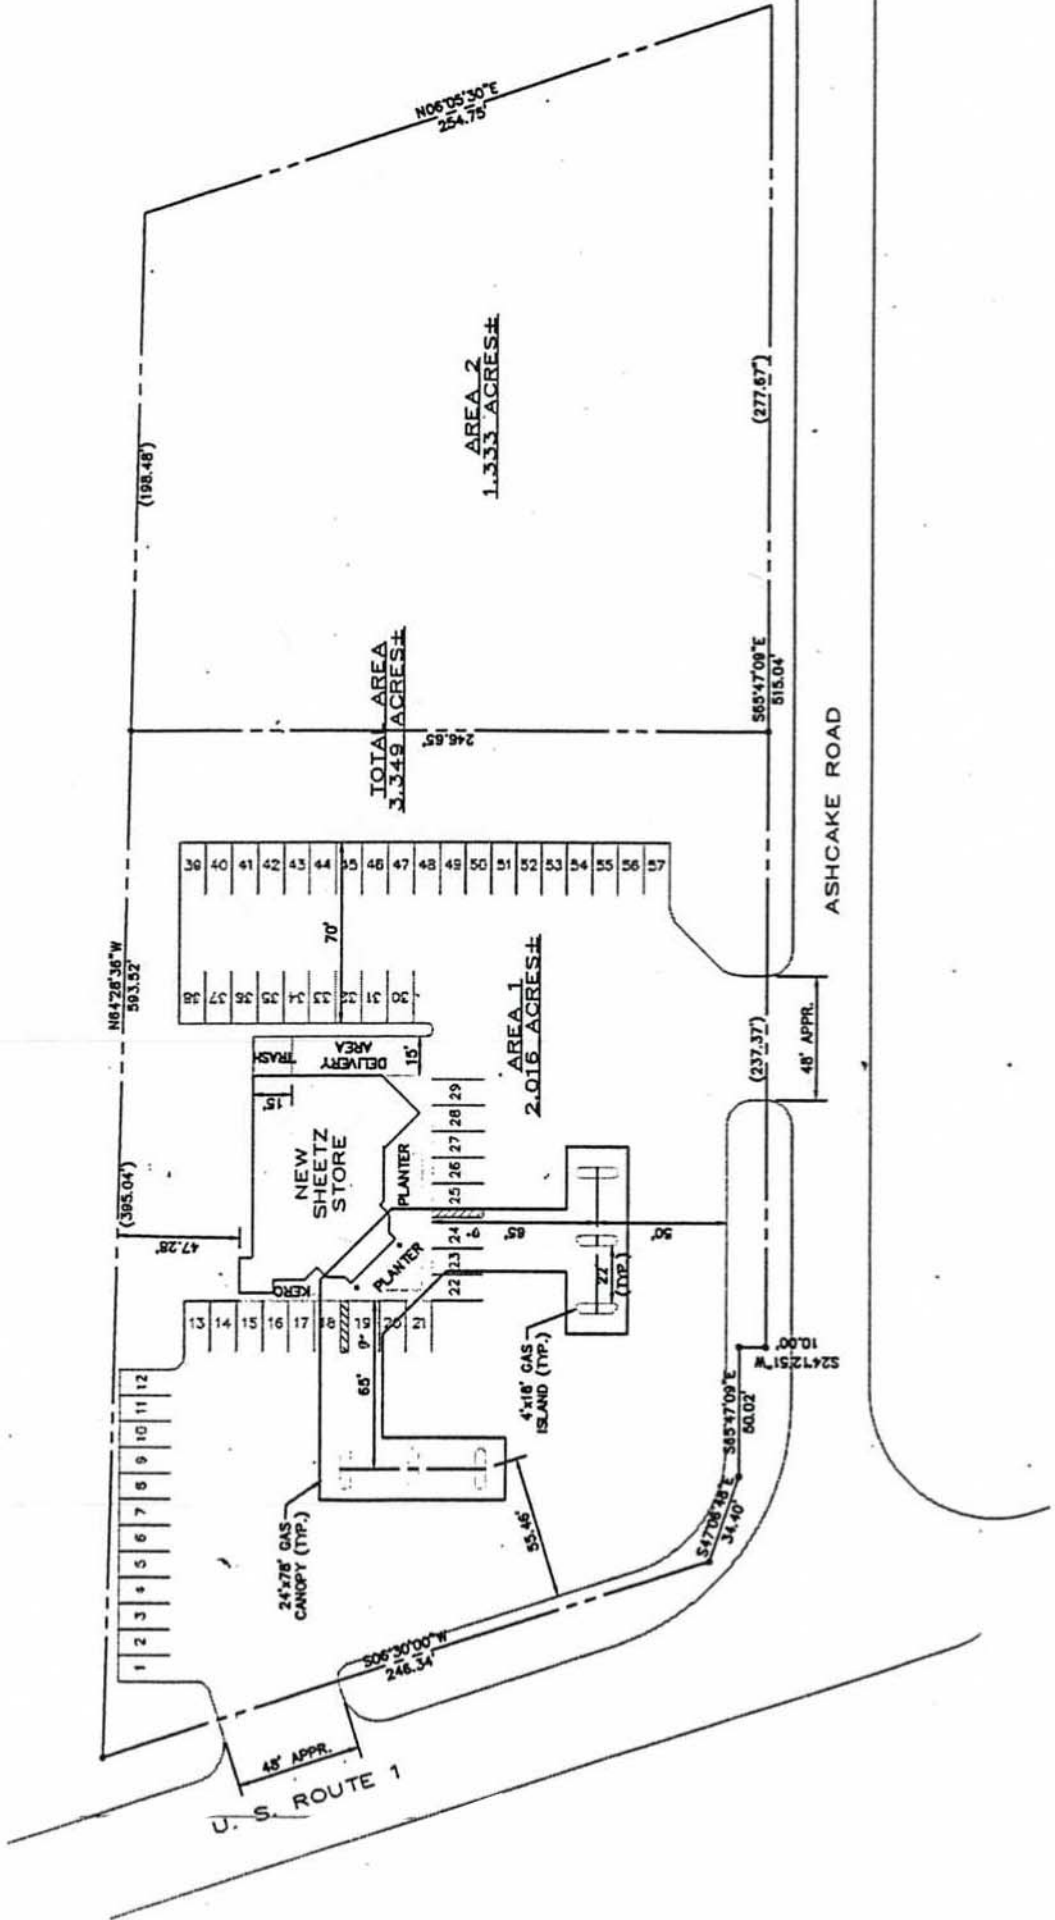 N06°05'30"E
254.75'
(198.48')
AREA 2
1.333 ACRES±
(277.67')
TOTAL AREA
3.349 ACRES±
246.65'
S65°47'09"E
515.04'
ASHCAKE ROAD
N64°26'36"W
593.52'
39 40 41 42 43 44 45 46 47 48 49 50 51 52 53 54 55 56 57
70'
38 37 36 35 34 33 32 31 30
TRASH
DELIVERY
AREA
15'
15'
AREA 1
2.016 ACRES±
(237.37')
48' APPR.
NEW
SHEETZ
STORE
PLANTER
PLANTER
KERO
29 28 27 26 25 24 23 22
9'
65'
50'
22'
(TYP.)
(395.04')
47.28'
13 14 15 16 17 18 19 20 21
9'
65'
4'x18' GAS
ISLAND (TYP.)
S24°12'51"W
10.00'
S65°47'09"E
50.02'
S47°06'48"E
34.40'
12 11 10 9 8 7 6 5 4 3 2 1
24'x78' GAS
CANOPY (TYP.)
55.46'
S06°30'00"W
246.34'
48' APPR.
U. S. ROUTE 1